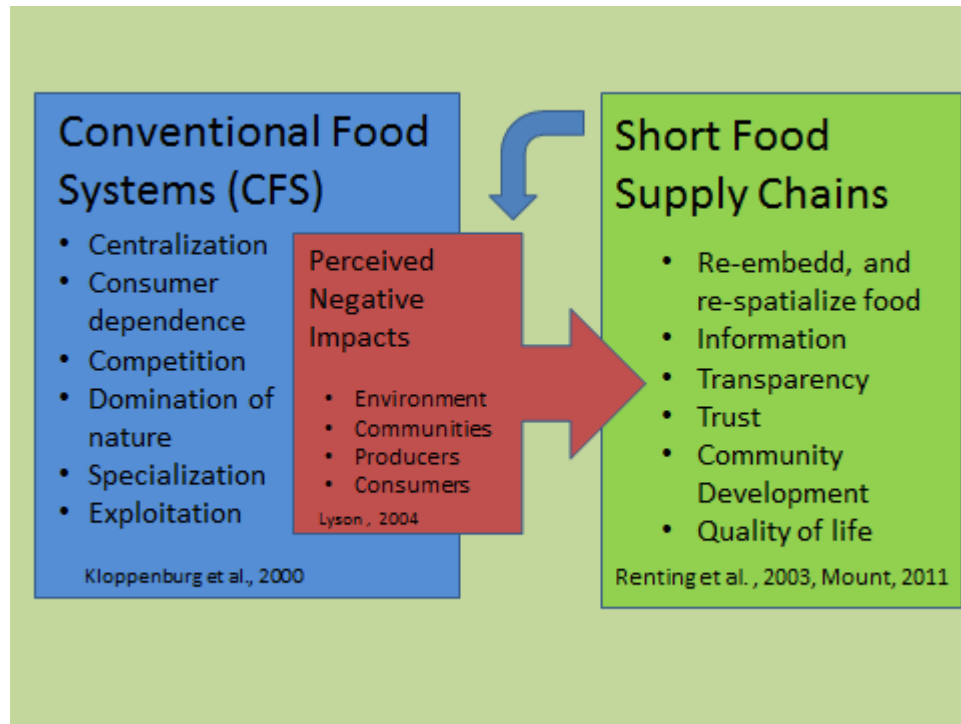 Conventional Food
Systems (CFS)
• Centralization
• Consumer
dependence
• Competition
• Domination of
nature
• Specialization
• Exploitation
Kloppenburg et al., 2000
Perceived
Negative
Impacts
• Environment
• Communities
• Producers
• Consumers
Lyson , 2004
Short Food
Supply Chains
• Re-embedd, and
re-spatialize food
• Information
• Transparency
• Trust
• Community
Development
• Quality of life
Renting et al. , 2003, Mount, 2011